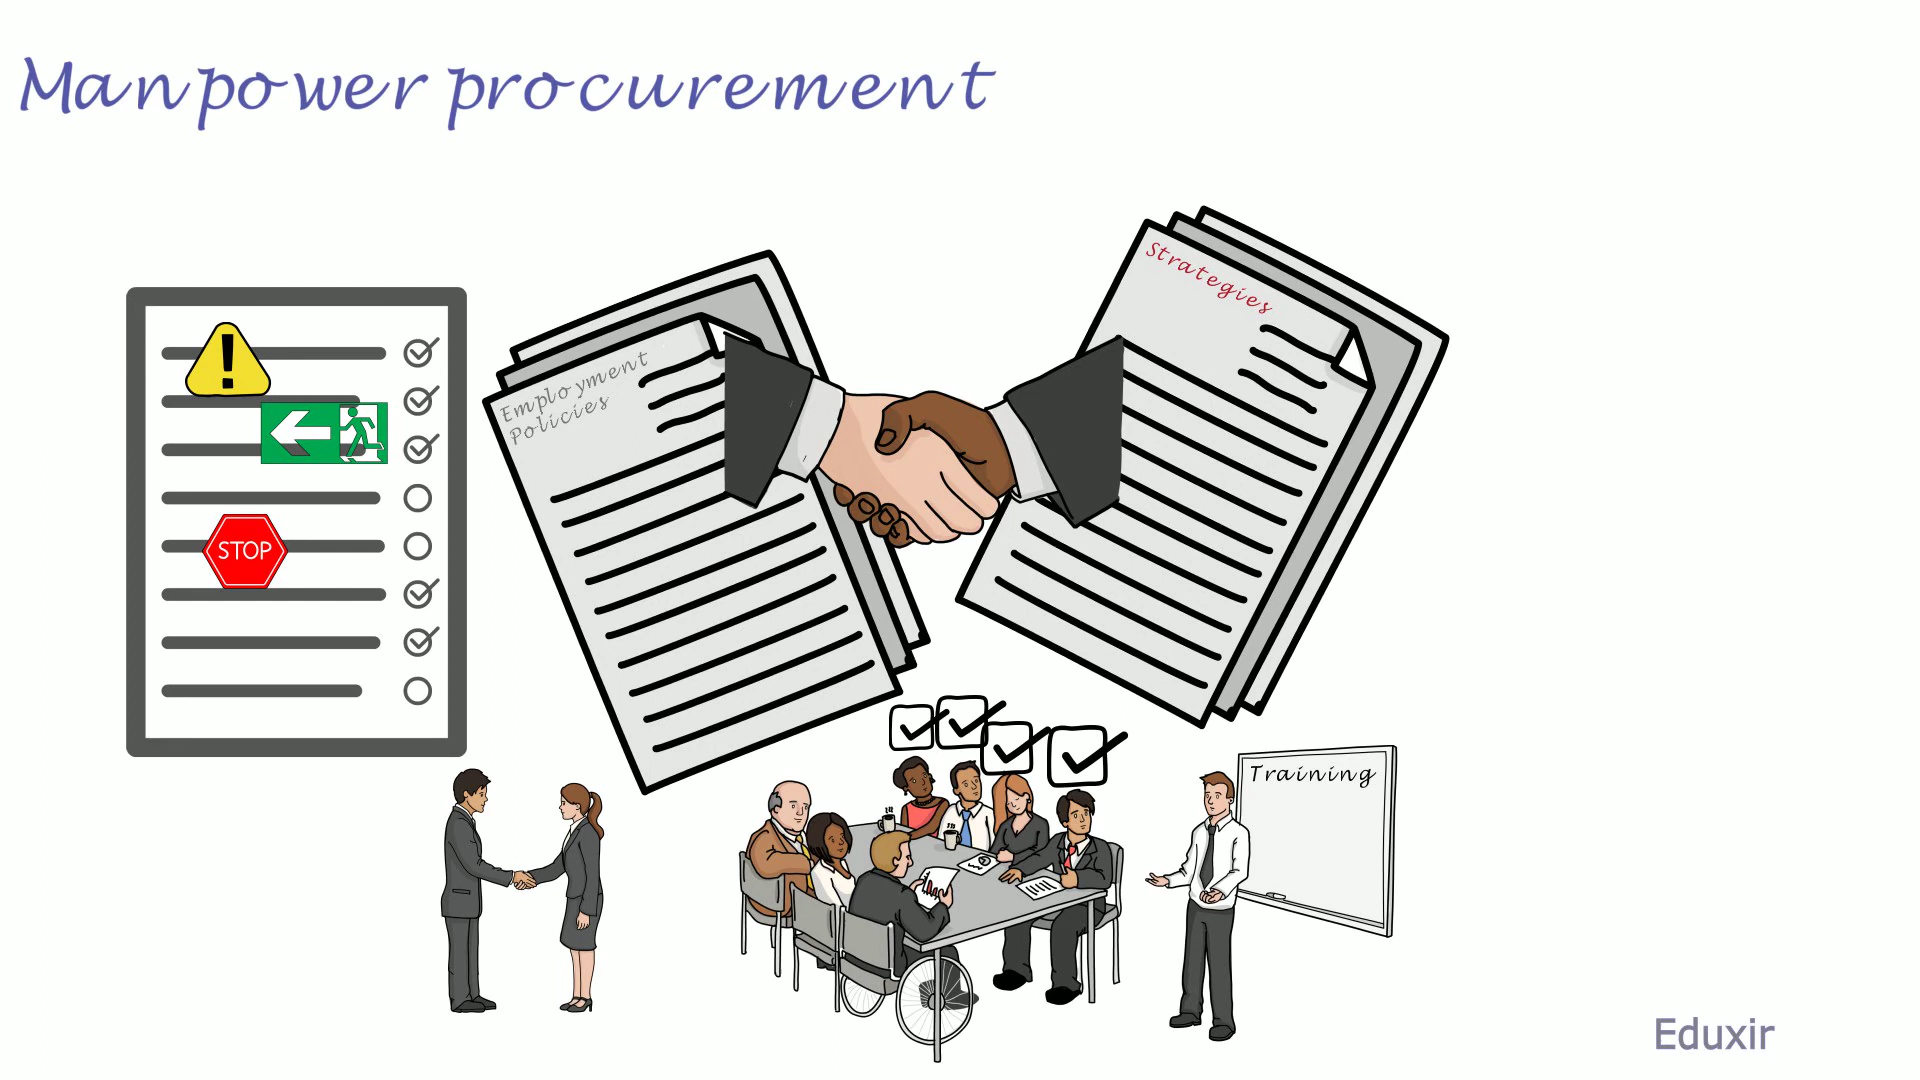 Manpower procurement
Strategies
Employment
Policies
STOP
Training
Eduxir